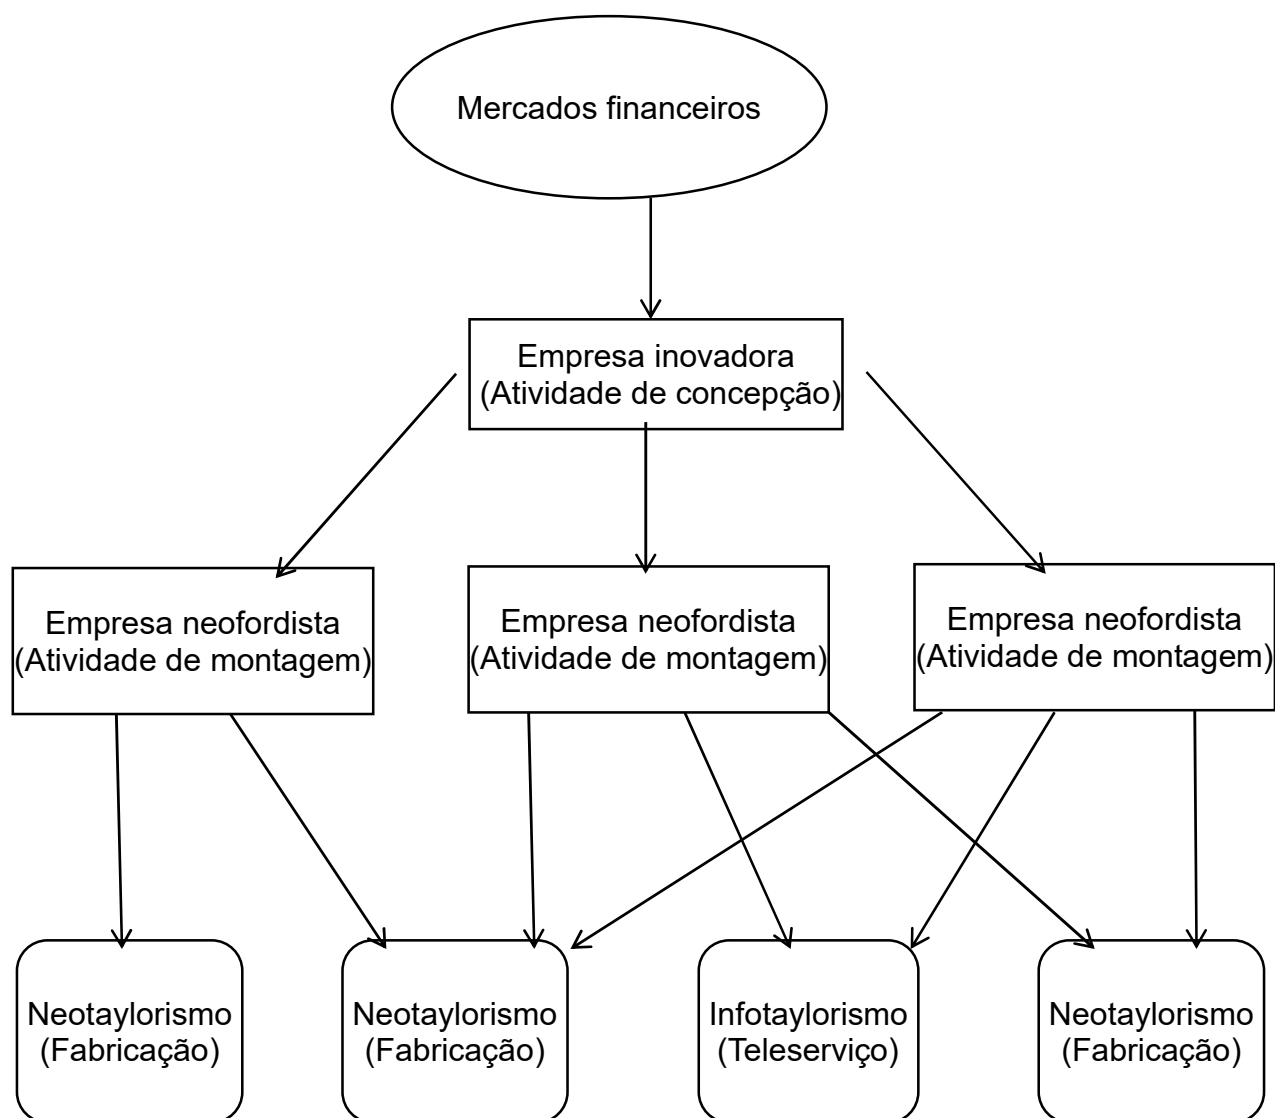 Mercados financeiros
Empresa inovadora
(Atividade de concepção)
Empresa neofordista
(Atividade de montagem)
Empresa neofordista
(Atividade de montagem)
Empresa neofordista
(Atividade de montagem)
Neotaylorismo
(Fabricação)
Neotaylorismo
(Fabricação)
Infotaylorismo
(Teleserviço)
Neotaylorismo
(Fabricação)